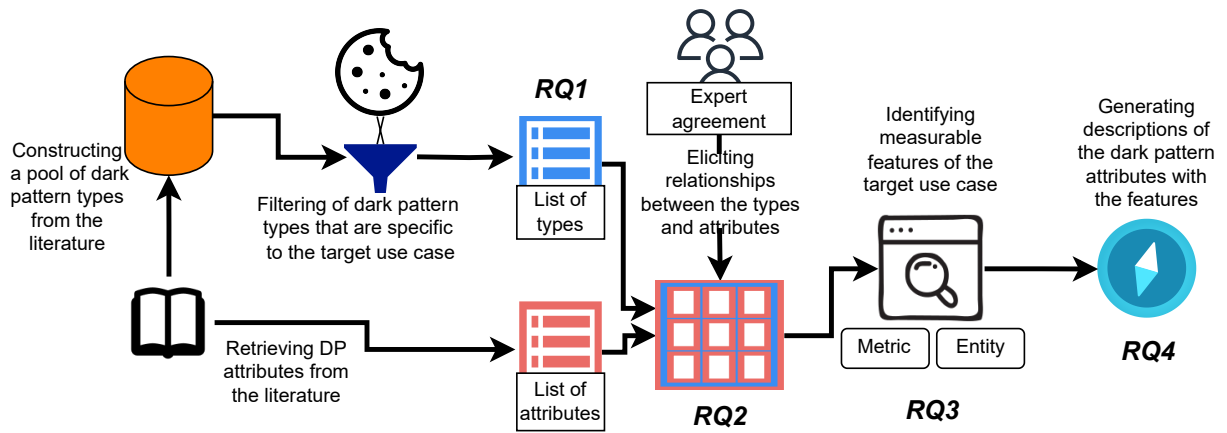 Constructing
a pool of dark
pattern types
from the
literature
Filtering of dark pattern
types that are specific
to the target use case
RQ1
List of
types
Retrieving DP
attributes from
the literature
List of
attributes
Expert
agreement
Eliciting
relationships
between the types
and attributes
RQ2
Identifying
measurable
features of the
target use case
Metric
Entity
RQ3
Generating
descriptions of
the dark pattern
attributes with
the features
RQ4